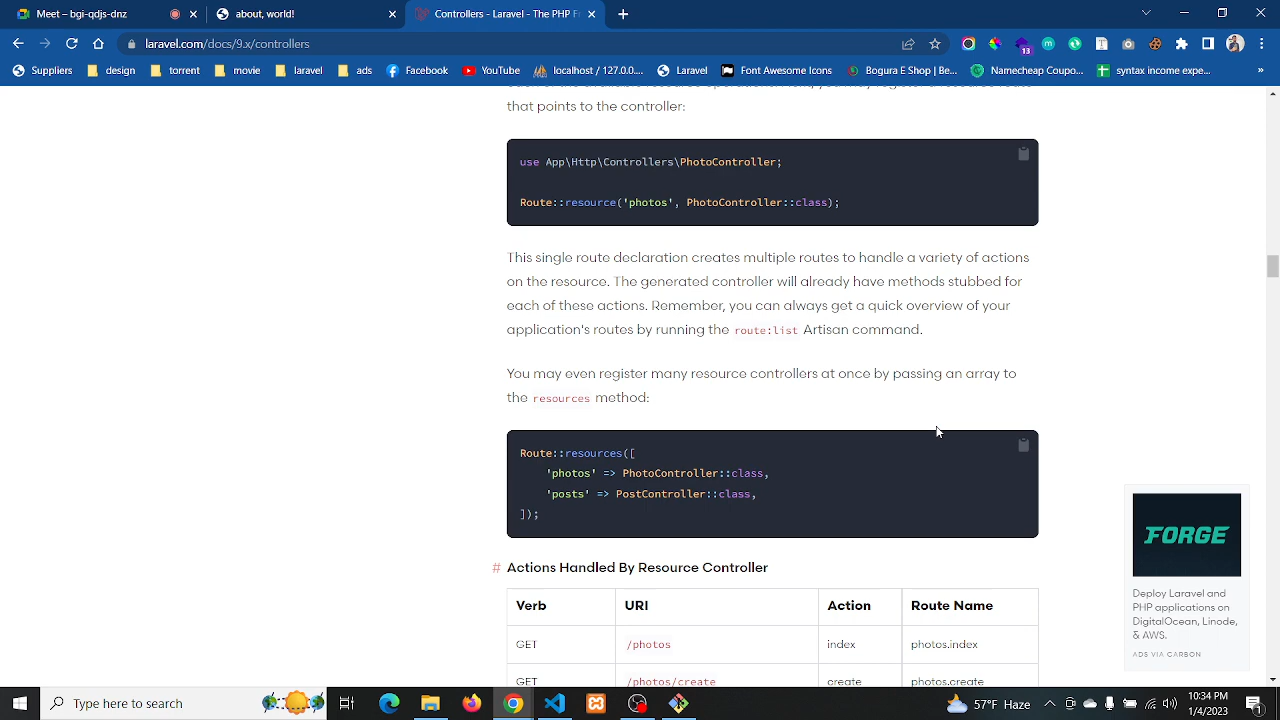 Meet – bgi-qdjs-dnz
about, world!
Controllers - Laravel - The PHP Fr
laravel.com/docs/9.x/controllers
13
Suppliers
design
torrent
movie
laravel
ads
Facebook
YouTube
localhost / 127.0....
Laravel
Font Awesome Icons
Bogura E Shop | Be...
Namecheap Coupo...
syntax income expe...
»
that points to the controller:
use App\Http\Controllers\PhotoController;
Route::resource('photos', PhotoController::class);
This single route declaration creates multiple routes to handle a variety of actions
on the resource. The generated controller will already have methods stubbed for
each of these actions. Remember, you can always get a quick overview of your
application's routes by running the route:list Artisan command.
You may even register many resource controllers at once by passing an array to
the resources method:
Route::resources([
'photos' => PhotoController::class,
'posts' => PostController::class,
]);
# Actions Handled By Resource Controller
Verb URI Action Route Name
GET /photos index photos.index
GET /photos/create create photos.create
FORGE
Deploy Laravel and
PHP applications on
DigitalOcean, Linode,
& AWS.
ADS VIA CARBON
Type here to search
57°F Haze
10:34 PM
1/4/2023